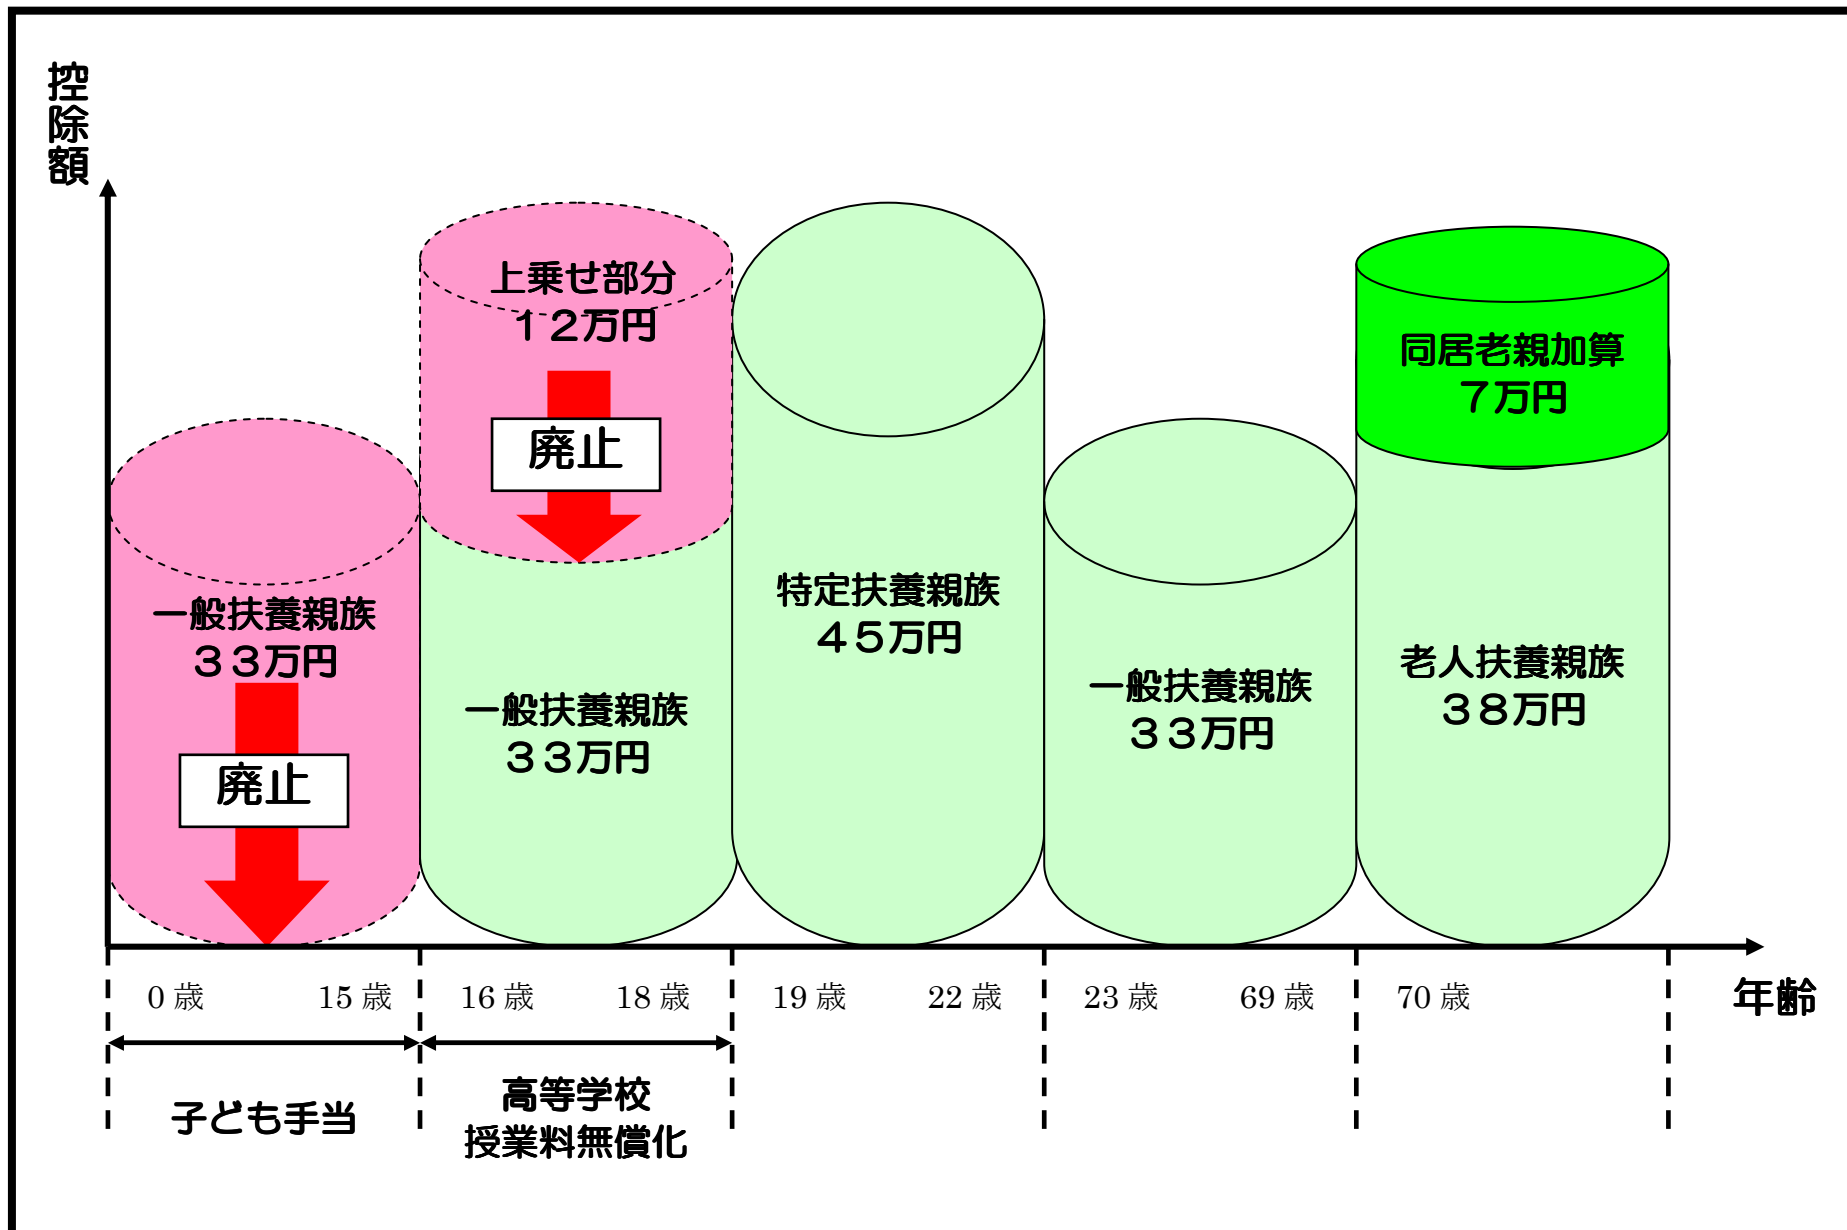 控除額
上乗せ部分
１２万円
廃止
一般扶養親族
３３万円
廃止
一般扶養親族
３３万円
特定扶養親族
４５万円
一般扶養親族
３３万円
同居老親加算
７万円
老人扶養親族
３８万円
0 歳 15 歳 16 歳 18 歳 19 歳 22 歳 23 歳 69 歳 70 歳
年齢
子ども手当
高等学校
授業料無償化